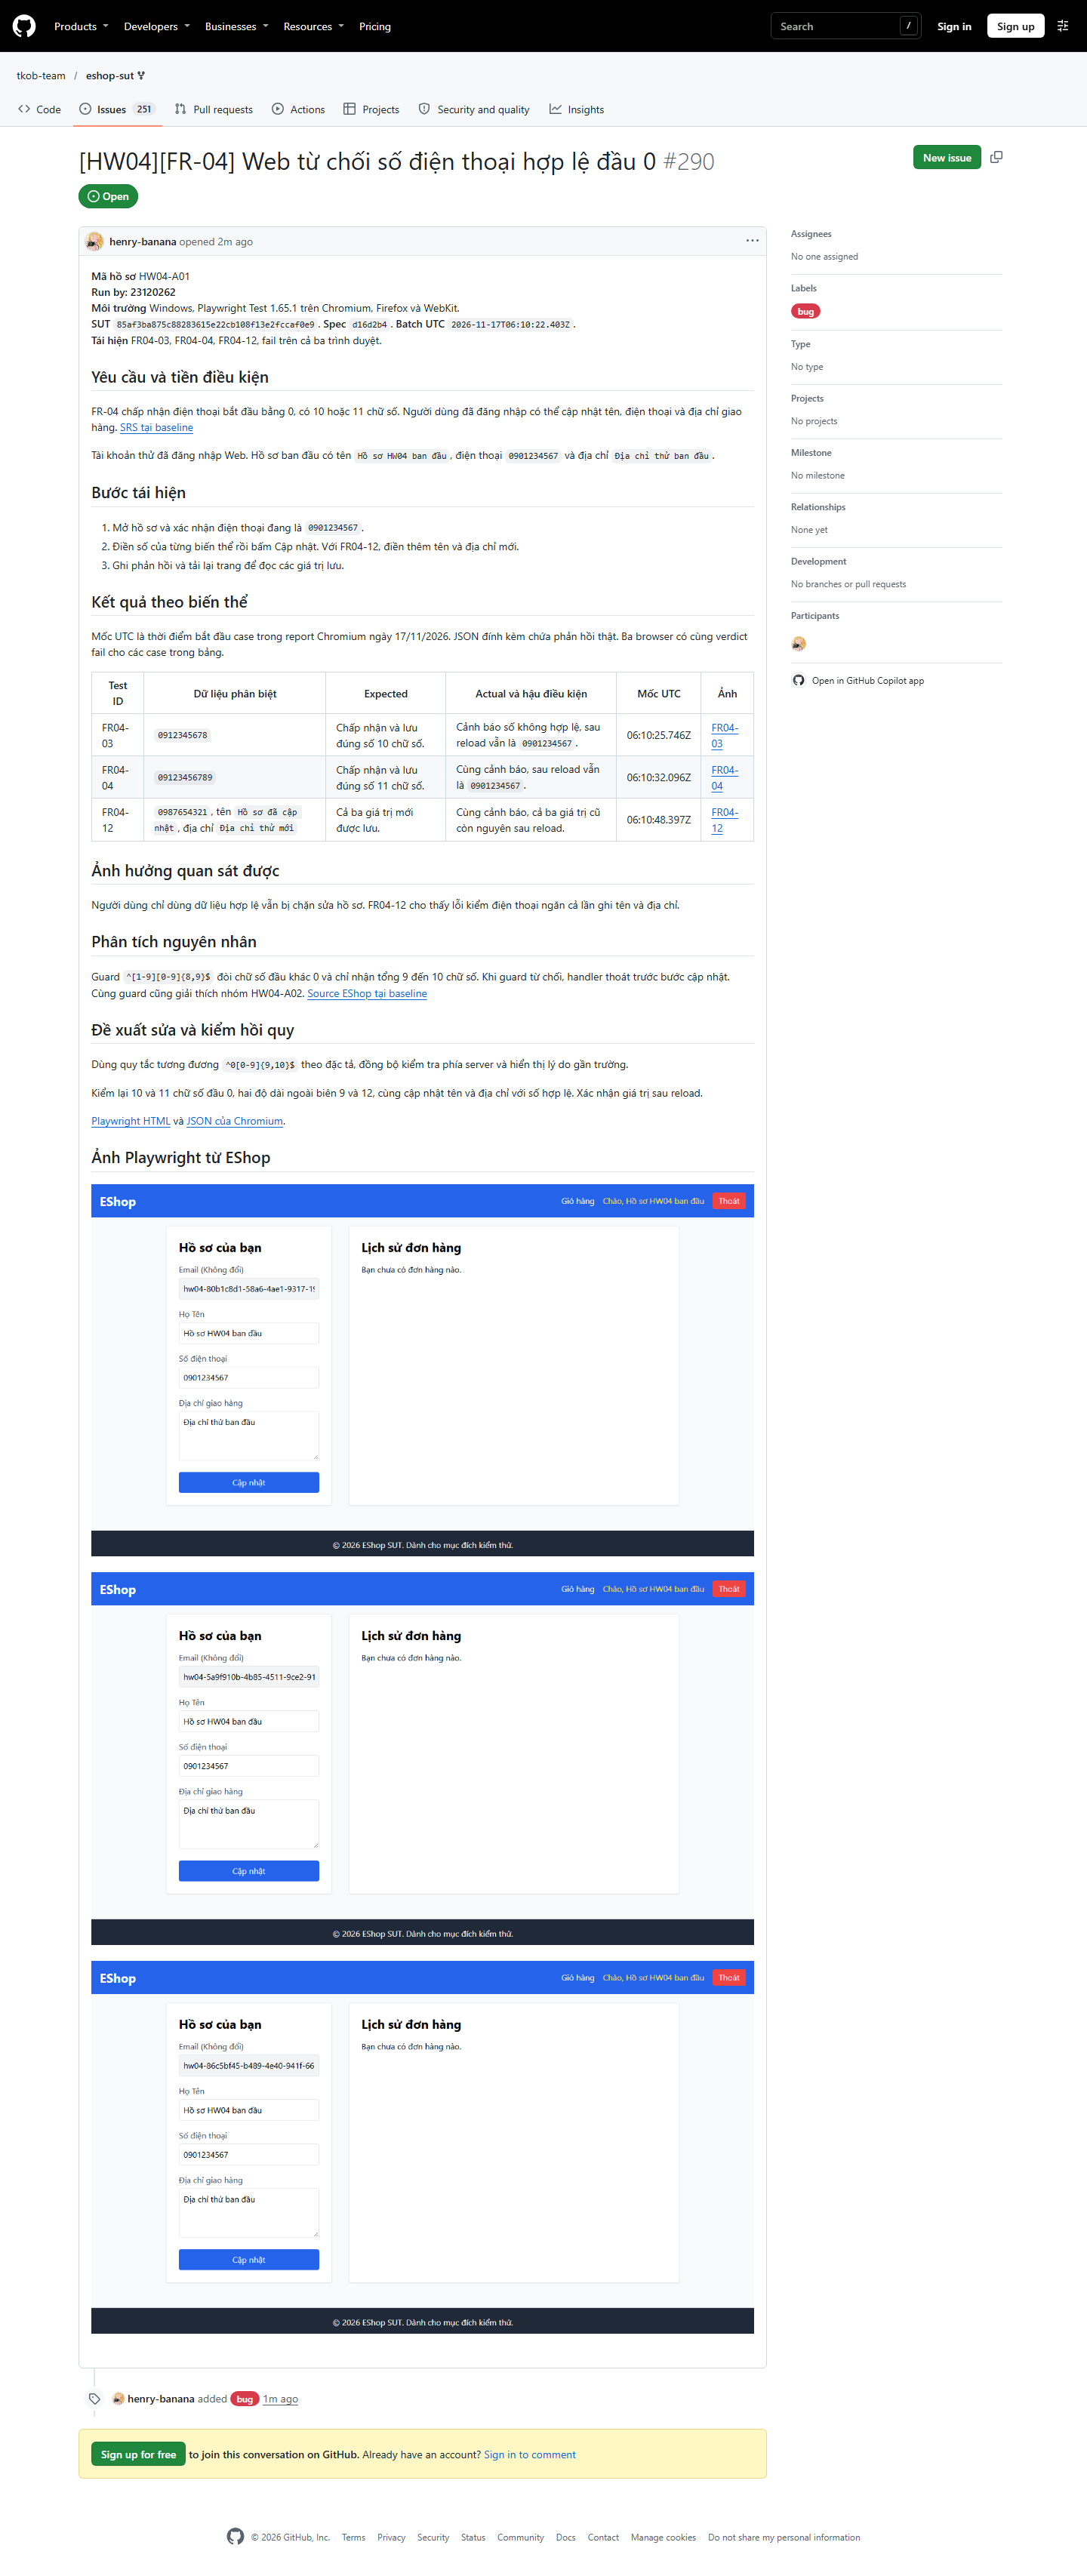 Products Developers Businesses Resources Pricing Search / Sign in Sign up
tkob-team / eshop-sut
Code Issues 251 Pull requests Actions Projects Security and quality Insights
[HW04][FR-04] Web từ chối số điện thoại hợp lệ đầu 0 #290
New issue
Open
henry-banana opened 2m ago
Mã hồ sơ HW04-A01
Run by: 23120262
Môi trường Windows, Playwright Test 1.65.1 trên Chromium, Firefox và WebKit.
SUT 85af3ba875c88283615e22cb108f13e2fccaf0e9 . Spec d16d2b4 . Batch UTC 2026-11-17T06:10:22.403Z .
Tái hiện FR04-03, FR04-04, FR04-12, fail trên cả ba trình duyệt.
Yêu cầu và tiền điều kiện
FR-04 chấp nhận điện thoại bắt đầu bằng 0, có 10 hoặc 11 chữ số. Người dùng đã đăng nhập có thể cập nhật tên, điện thoại và địa chỉ giao
hàng. SRS tại baseline
Tài khoản thử đã đăng nhập Web. Hồ sơ ban đầu có tên Hồ sơ HW04 ban đầu , điện thoại 0901234567 và địa chỉ Địa chỉ thử ban đầu .
Bước tái hiện
1. Mở hồ sơ và xác nhận điện thoại đang là 0901234567 .
2. Điền số của từng biến thể rồi bấm Cập nhật. Với FR04-12, điền thêm tên và địa chỉ mới.
3. Ghi phản hồi và tải lại trang để đọc các giá trị lưu.
Kết quả theo biến thể
Mốc UTC là thời điểm bắt đầu case trong report Chromium ngày 17/11/2026. JSON đính kèm chứa phản hồi thật. Ba browser có cùng verdict
fail cho các case trong bảng.
Test ID Dữ liệu phân biệt Expected Actual và hậu điều kiện Mốc UTC Ảnh
FR04-03 0912345678 Chấp nhận và lưu đúng số 10 chữ số. Cảnh báo số không hợp lệ, sau reload vẫn là 0901234567 . 06:10:25.746Z FR04-03
FR04-04 09123456789 Chấp nhận và lưu đúng số 11 chữ số. Cùng cảnh báo, sau reload vẫn là 0901234567 . 06:10:32.096Z FR04-04
FR04-12 0987654321 , tên Hồ sơ đã cập nhật , địa chỉ Địa chỉ thử mới Cả ba giá trị mới được lưu. Cùng cảnh báo, cả ba giá trị cũ còn nguyên sau reload. 06:10:48.397Z FR04-12
Ảnh hưởng quan sát được
Người dùng chỉ dùng dữ liệu hợp lệ vẫn bị chặn sửa hồ sơ. FR04-12 cho thấy lỗi kiểm điện thoại ngăn cả lần ghi tên và địa chỉ.
Phân tích nguyên nhân
Guard ^[1-9][0-9]{8,9}$ đòi chữ số đầu khác 0 và chỉ nhận tổng 9 đến 10 chữ số. Khi guard từ chối, handler thoát trước bước cập nhật.
Cùng guard cũng giải thích nhóm HW04-A02. Source EShop tại baseline
Đề xuất sửa và kiểm hồi quy
Dùng quy tắc tương đương ^0[0-9]{9,10}$ theo đặc tả, đồng bộ kiểm tra phía server và hiển thị lý do gần trường.
Kiểm lại 10 và 11 chữ số đầu 0, hai độ dài ngoài biên 9 và 12, cùng cập nhật tên và địa chỉ với số hợp lệ. Xác nhận giá trị sau reload.
Playwright HTML và JSON của Chromium.
Ảnh Playwright từ EShop
EShop Giỏ hàng Chào, Hồ sơ HW04 ban đầu Thoát
Hồ sơ của bạn
Email (Không đổi)
hw04-80b1c8d1-58a6-4ae1-9317-19
Họ Tên
Hồ sơ HW04 ban đầu
Số điện thoại
0901234567
Địa chỉ giao hàng
Địa chỉ thử ban đầu
Cập nhật
Lịch sử đơn hàng
Bạn chưa có đơn hàng nào.
© 2026 EShop SUT. Dành cho mục đích kiểm thử.
EShop Giỏ hàng Chào, Hồ sơ HW04 ban đầu Thoát
Hồ sơ của bạn
Email (Không đổi)
hw04-5a9f910b-4b85-4511-9ce2-91
Họ Tên
Hồ sơ HW04 ban đầu
Số điện thoại
0901234567
Địa chỉ giao hàng
Địa chỉ thử ban đầu
Cập nhật
Lịch sử đơn hàng
Bạn chưa có đơn hàng nào.
© 2026 EShop SUT. Dành cho mục đích kiểm thử.
EShop Giỏ hàng Chào, Hồ sơ HW04 ban đầu Thoát
Hồ sơ của bạn
Email (Không đổi)
hw04-86c5bf45-b489-4e40-941f-66
Họ Tên
Hồ sơ HW04 ban đầu
Số điện thoại
0901234567
Địa chỉ giao hàng
Địa chỉ thử ban đầu
Cập nhật
Lịch sử đơn hàng
Bạn chưa có đơn hàng nào.
© 2026 EShop SUT. Dành cho mục đích kiểm thử.
henry-banana added bug 1m ago
Sign up for free to join this conversation on GitHub. Already have an account? Sign in to comment
Assignees
No one assigned
Labels
bug
Type
No type
Projects
No projects
Milestone
No milestone
Relationships
None yet
Development
No branches or pull requests
Participants
Open in GitHub Copilot app
© 2026 GitHub, Inc. Terms Privacy Security Status Community Docs Contact Manage cookies Do not share my personal information